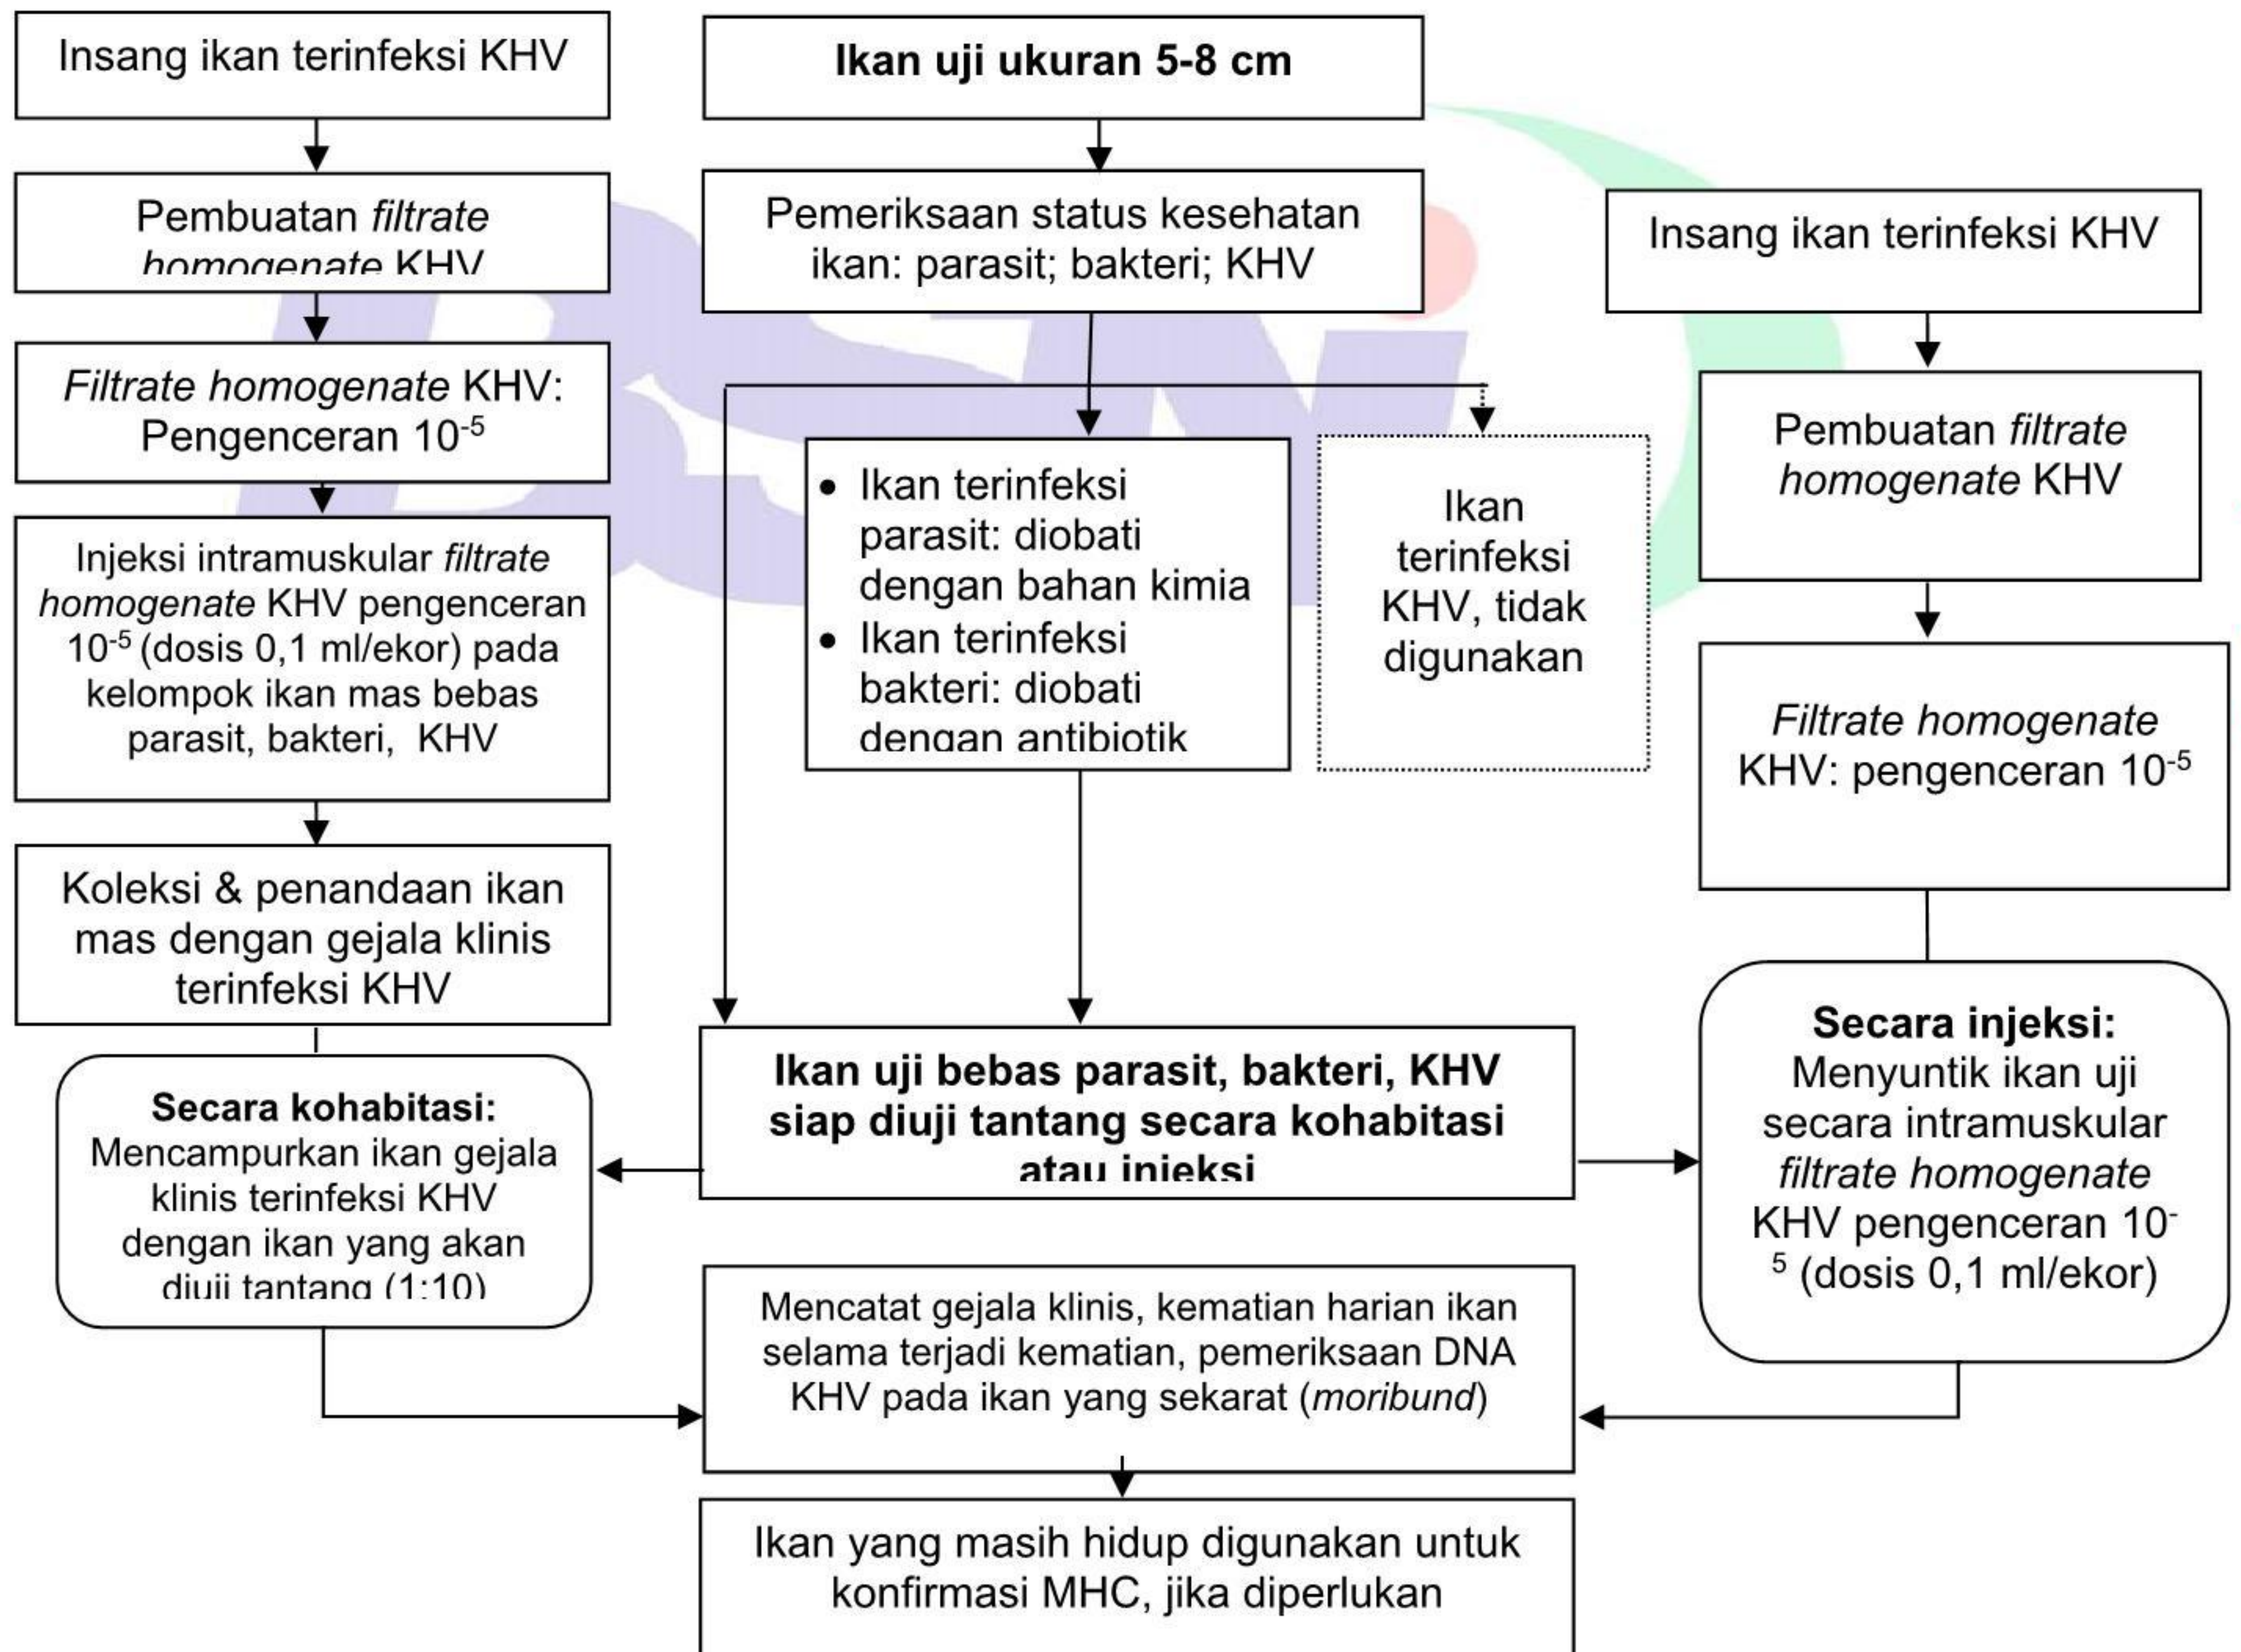 Insang ikan terinfeksi KHV
Pembuatan filtrate
homogenate KHV
Filtrate homogenate KHV:
Pengenceran 10-5
Injeksi intramuskular filtrate
homogenate KHV pengenceran
10-5 (dosis 0,1 ml/ekor) pada
kelompok ikan mas bebas
parasit, bakteri, KHV
Koleksi & penandaan ikan
mas dengan gejala klinis
terinfeksi KHV
Secara kohabitasi:
Mencampurkan ikan gejala
klinis terinfeksi KHV
dengan ikan yang akan
diuji tantang (1:10)
Ikan uji ukuran 5-8 cm
Pemeriksaan status kesehatan
ikan: parasit; bakteri; KHV
• Ikan terinfeksi
parasit: diobati
dengan bahan kimia
• Ikan terinfeksi
bakteri: diobati
dengan antibiotik
Ikan
terinfeksi
KHV, tidak
digunakan
Ikan uji bebas parasit, bakteri, KHV
siap diuji tantang secara kohabitasi
atau injeksi
Insang ikan terinfeksi KHV
Pembuatan filtrate
homogenate KHV
Filtrate homogenate
KHV: pengenceran 10-5
Secara injeksi:
Menyuntik ikan uji
secara intramuskular
filtrate homogenate
KHV pengenceran 10-
5 (dosis 0,1 ml/ekor)
Mencatat gejala klinis, kematian harian ikan
selama terjadi kematian, pemeriksaan DNA
KHV pada ikan yang sekarat (moribund)
Ikan yang masih hidup digunakan untuk
konfirmasi MHC, jika diperlukan
BSNi